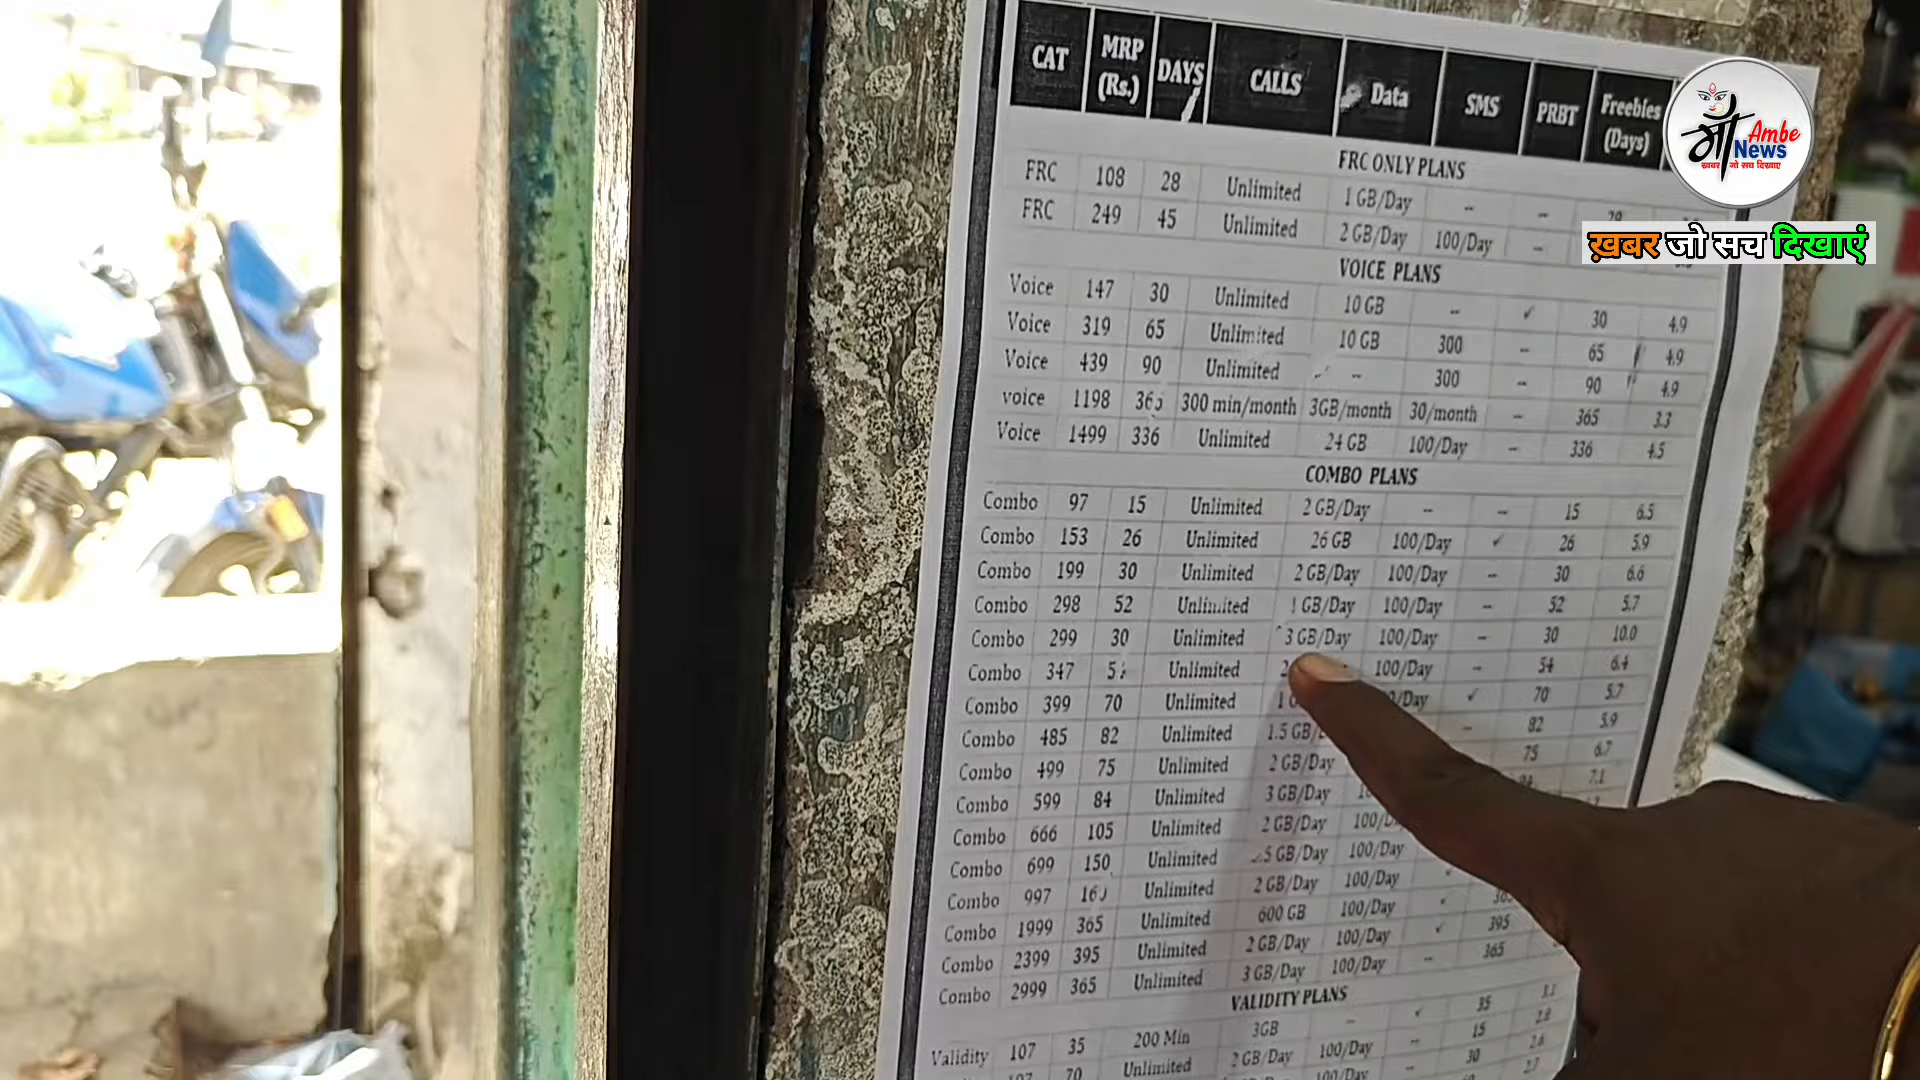 CAT MRP (Rs.) DAYS CALLS Data SMS PRBT Freebies (Days)
FRC ONLY PLANS
FRC 108 28 Unlimited 1 GB/Day -- --
FRC 249 45 Unlimited 2 GB/Day 100/Day --
VOICE PLANS
Voice 147 30 Unlimited 10 GB -- ✓ 30 4.9
Voice 319 65 Unlimited 10 GB 300 -- 65 4.9
Voice 439 90 Unlimited -- 300 -- 90 4.9
voice 1198 365 300 min/month 3GB/month 30/month -- 365 3.3
Voice 1499 336 Unlimited 24 GB 100/Day -- 336 4.5
COMBO PLANS
Combo 97 15 Unlimited 2 GB/Day -- -- 15 6.5
Combo 153 26 Unlimited 26 GB 100/Day ✓ 26 5.9
Combo 199 30 Unlimited 2 GB/Day 100/Day -- 30 6.6
Combo 298 52 Unlimited 1 GB/Day 100/Day -- 52 5.7
Combo 299 30 Unlimited 3 GB/Day 100/Day -- 30 10.0
Combo 347 Unlimited 100/Day -- 54 6.4
Combo 399 70 Unlimited ✓ 70 5.7
Combo 485 82 Unlimited -- 82 5.9
Combo 499 75 Unlimited 2 GB/Day 75 6.7
Combo 599 84 Unlimited 3 GB/Day 7.1
Combo 666 105 Unlimited 2 GB/Day
Combo 699 150 Unlimited 100/Day
Combo 997 Unlimited 2 GB/Day 100/Day
Combo 1999 365 Unlimited 600 GB 100/Day
Combo 2399 395 Unlimited 2 GB/Day 100/Day ✓ 395
Combo 2999 365 Unlimited 3 GB/Day 100/Day -- 365
VALIDITY PLANS
Validity 107 35 200 Min 3GB -- ✓ 35
70 Unlimited 2 GB/Day 100/Day -- 15
30
माँ Ambe News
ख़बर जो सच दिखाए
ख़बर जो सच दिखाएं